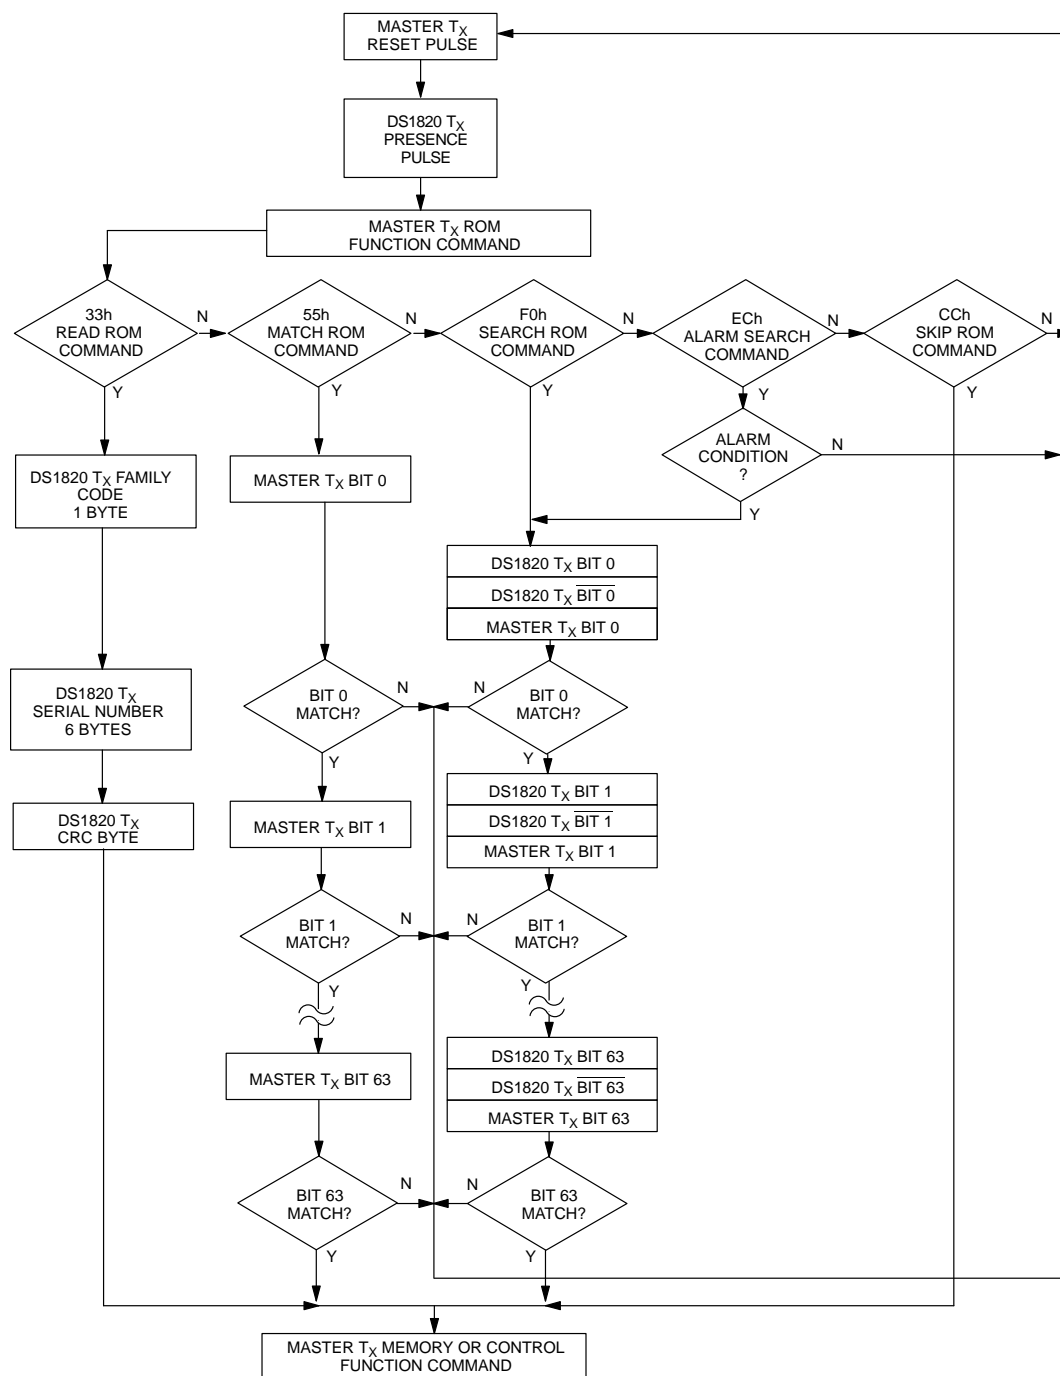 MASTER TX
RESET PULSE
DS1820 TX
PRESENCE
PULSE
MASTER TX ROM
FUNCTION COMMAND
33h
READ ROM
COMMAND
N
Y
55h
MATCH ROM
COMMAND
N
Y
F0h
SEARCH ROM
COMMAND
N
Y
ECh
ALARM SEARCH
COMMAND
N
Y
CCh
SKIP ROM
COMMAND
N
Y
ALARM
CONDITION
?
N
Y
DS1820 TX FAMILY
CODE
1 BYTE
MASTER TX BIT 0
DS1820 TX BIT 0
DS1820 TX BIT 0
MASTER TX BIT 0
DS1820 TX
SERIAL NUMBER
6 BYTES
BIT 0
MATCH?
N
Y
N
BIT 0
MATCH?
Y
DS1820 TX
CRC BYTE
MASTER TX BIT 1
DS1820 TX BIT 1
DS1820 TX BIT 1
MASTER TX BIT 1
BIT 1
MATCH?
N
Y
N
BIT 1
MATCH?
Y
MASTER TX BIT 63
DS1820 TX BIT 63
DS1820 TX BIT 63
MASTER TX BIT 63
BIT 63
MATCH?
N
Y
N
BIT 63
MATCH?
Y
MASTER TX MEMORY OR CONTROL
FUNCTION COMMAND